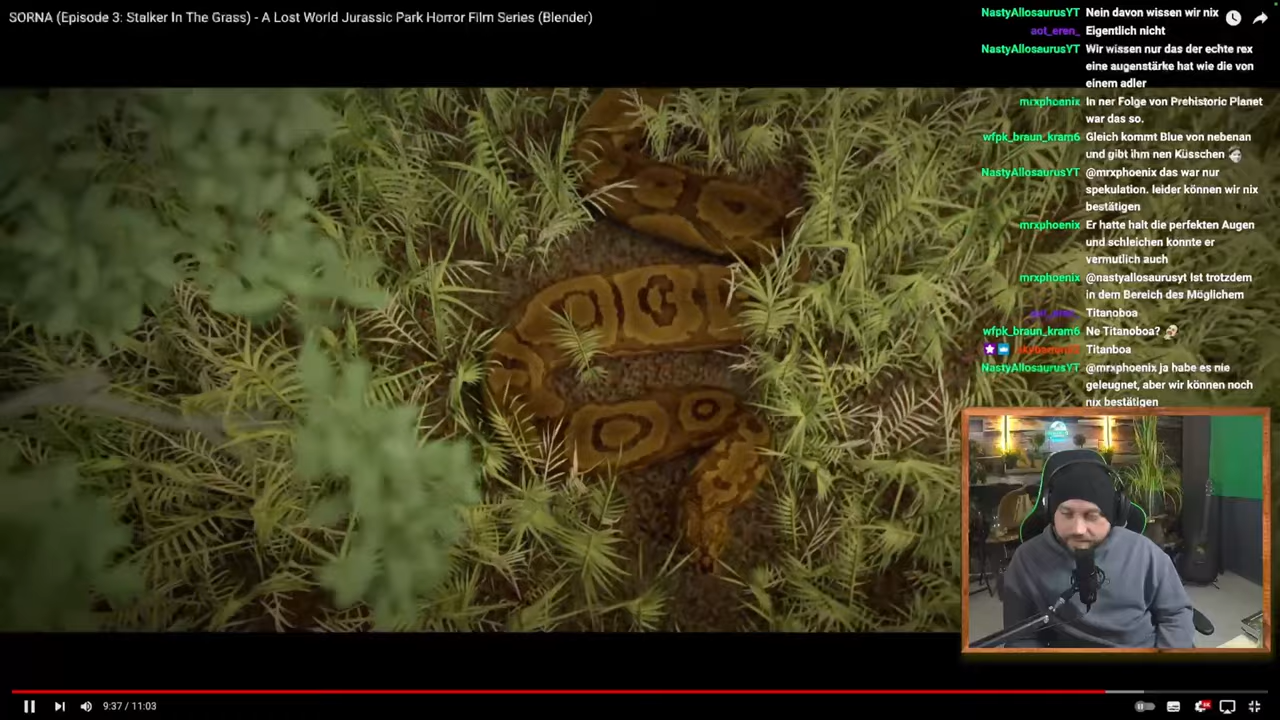 SORNA (Episode 3: Stalker In The Grass) - A Lost World Jurassic Park Horror Film Series (Blender)
NastyAllosaurusYT Nein davon wissen wir nix
aot_eren_ Eigentlich nicht
NastyAllosaurusYT Wir wissen nur das der echte rex
eine augenstärke hat wie die von
einem adler
mrxphoenix In ner Folge von Prehistoric Planet
war das so.
wfpk_braun_kram6 Gleich kommt Blue von nebenan
und gibt ihm nen Küsschen
NastyAllosaurusYT @mrxphoenix das war nur
spekulation. leider können wir nix
bestätigen
mrxphoenix Er hatte halt die perfekten Augen
und schleichen konnte er
vermutlich auch
mrxphoenix @nastyallosaurusyt Ist trotzdem
in dem Bereich des Möglichem
aot_eren_ Titanoboa
wfpk_braun_kram6 Ne Titanoboa?
Titanboa
NastyAllosaurusYT @mrxphoenix ja habe es nie
geleugnet, aber wir können noch
nix bestätigen
9:37 / 11:03